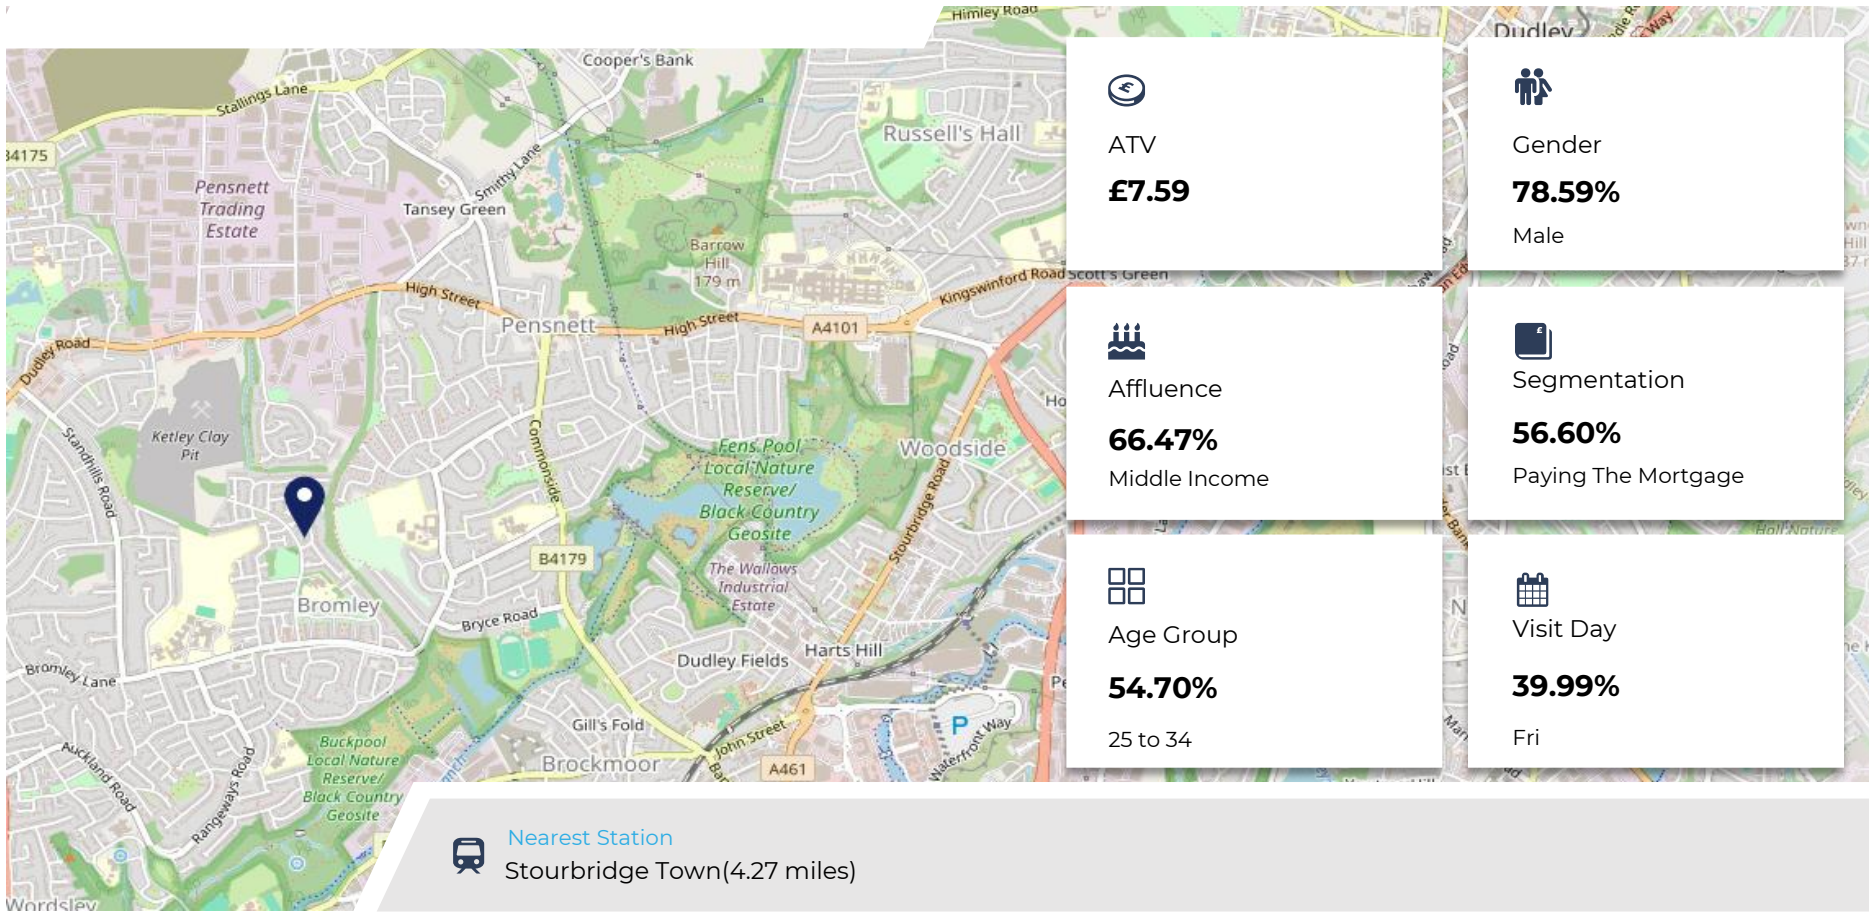 Himley Road
Dudley
Cooper's Bank
Stallings Lane
Russell's Hall
B4175
Smithy Lane
Pensnett
Trading
Estate
Tansey Green
Barrow
Hill
179 m
Kingswinford Road
Scott's Green
High Street
Pensnett
High Street
A4101
Dudley Road
Ketley Clay
Pit
Standhills Road
Commonside
Fens Pool
Local Nature
Reserve/
Black Country
Geosite
Woodside
Stourbridge Road
B4179
The Wallows
Industrial
Estate
Bromley
Bryce Road
Bromley Lane
Dudley Fields
Harts Hill
Gill's Fold
John Street
P
Waterfront Way
Auckland Road
Rangeways Road
Buckpool
Local Nature
Reserve/
Black Country
Geosite
Brockmoor
A461
Wordsley
ATV
£7.59
Gender
78.59%
Male
Affluence
66.47%
Middle Income
Segmentation
56.60%
Paying The Mortgage
Age Group
54.70%
25 to 34
Visit Day
39.99%
Fri
Nearest Station
Stourbridge Town(4.27 miles)